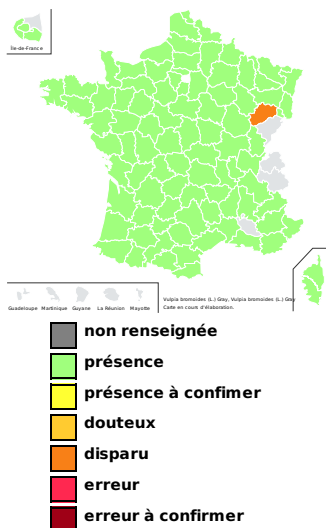 Île-de-France
Vulpia bromoides (L.) Gray, Vulpia bromoides (L.) Gray
Carte en cours d'élaboration.
Guadeloupe Martinique Guyane La Réunion Mayotte
non renseignée
présence
présence à confimer
douteux
disparu
erreur
erreur à confirmer